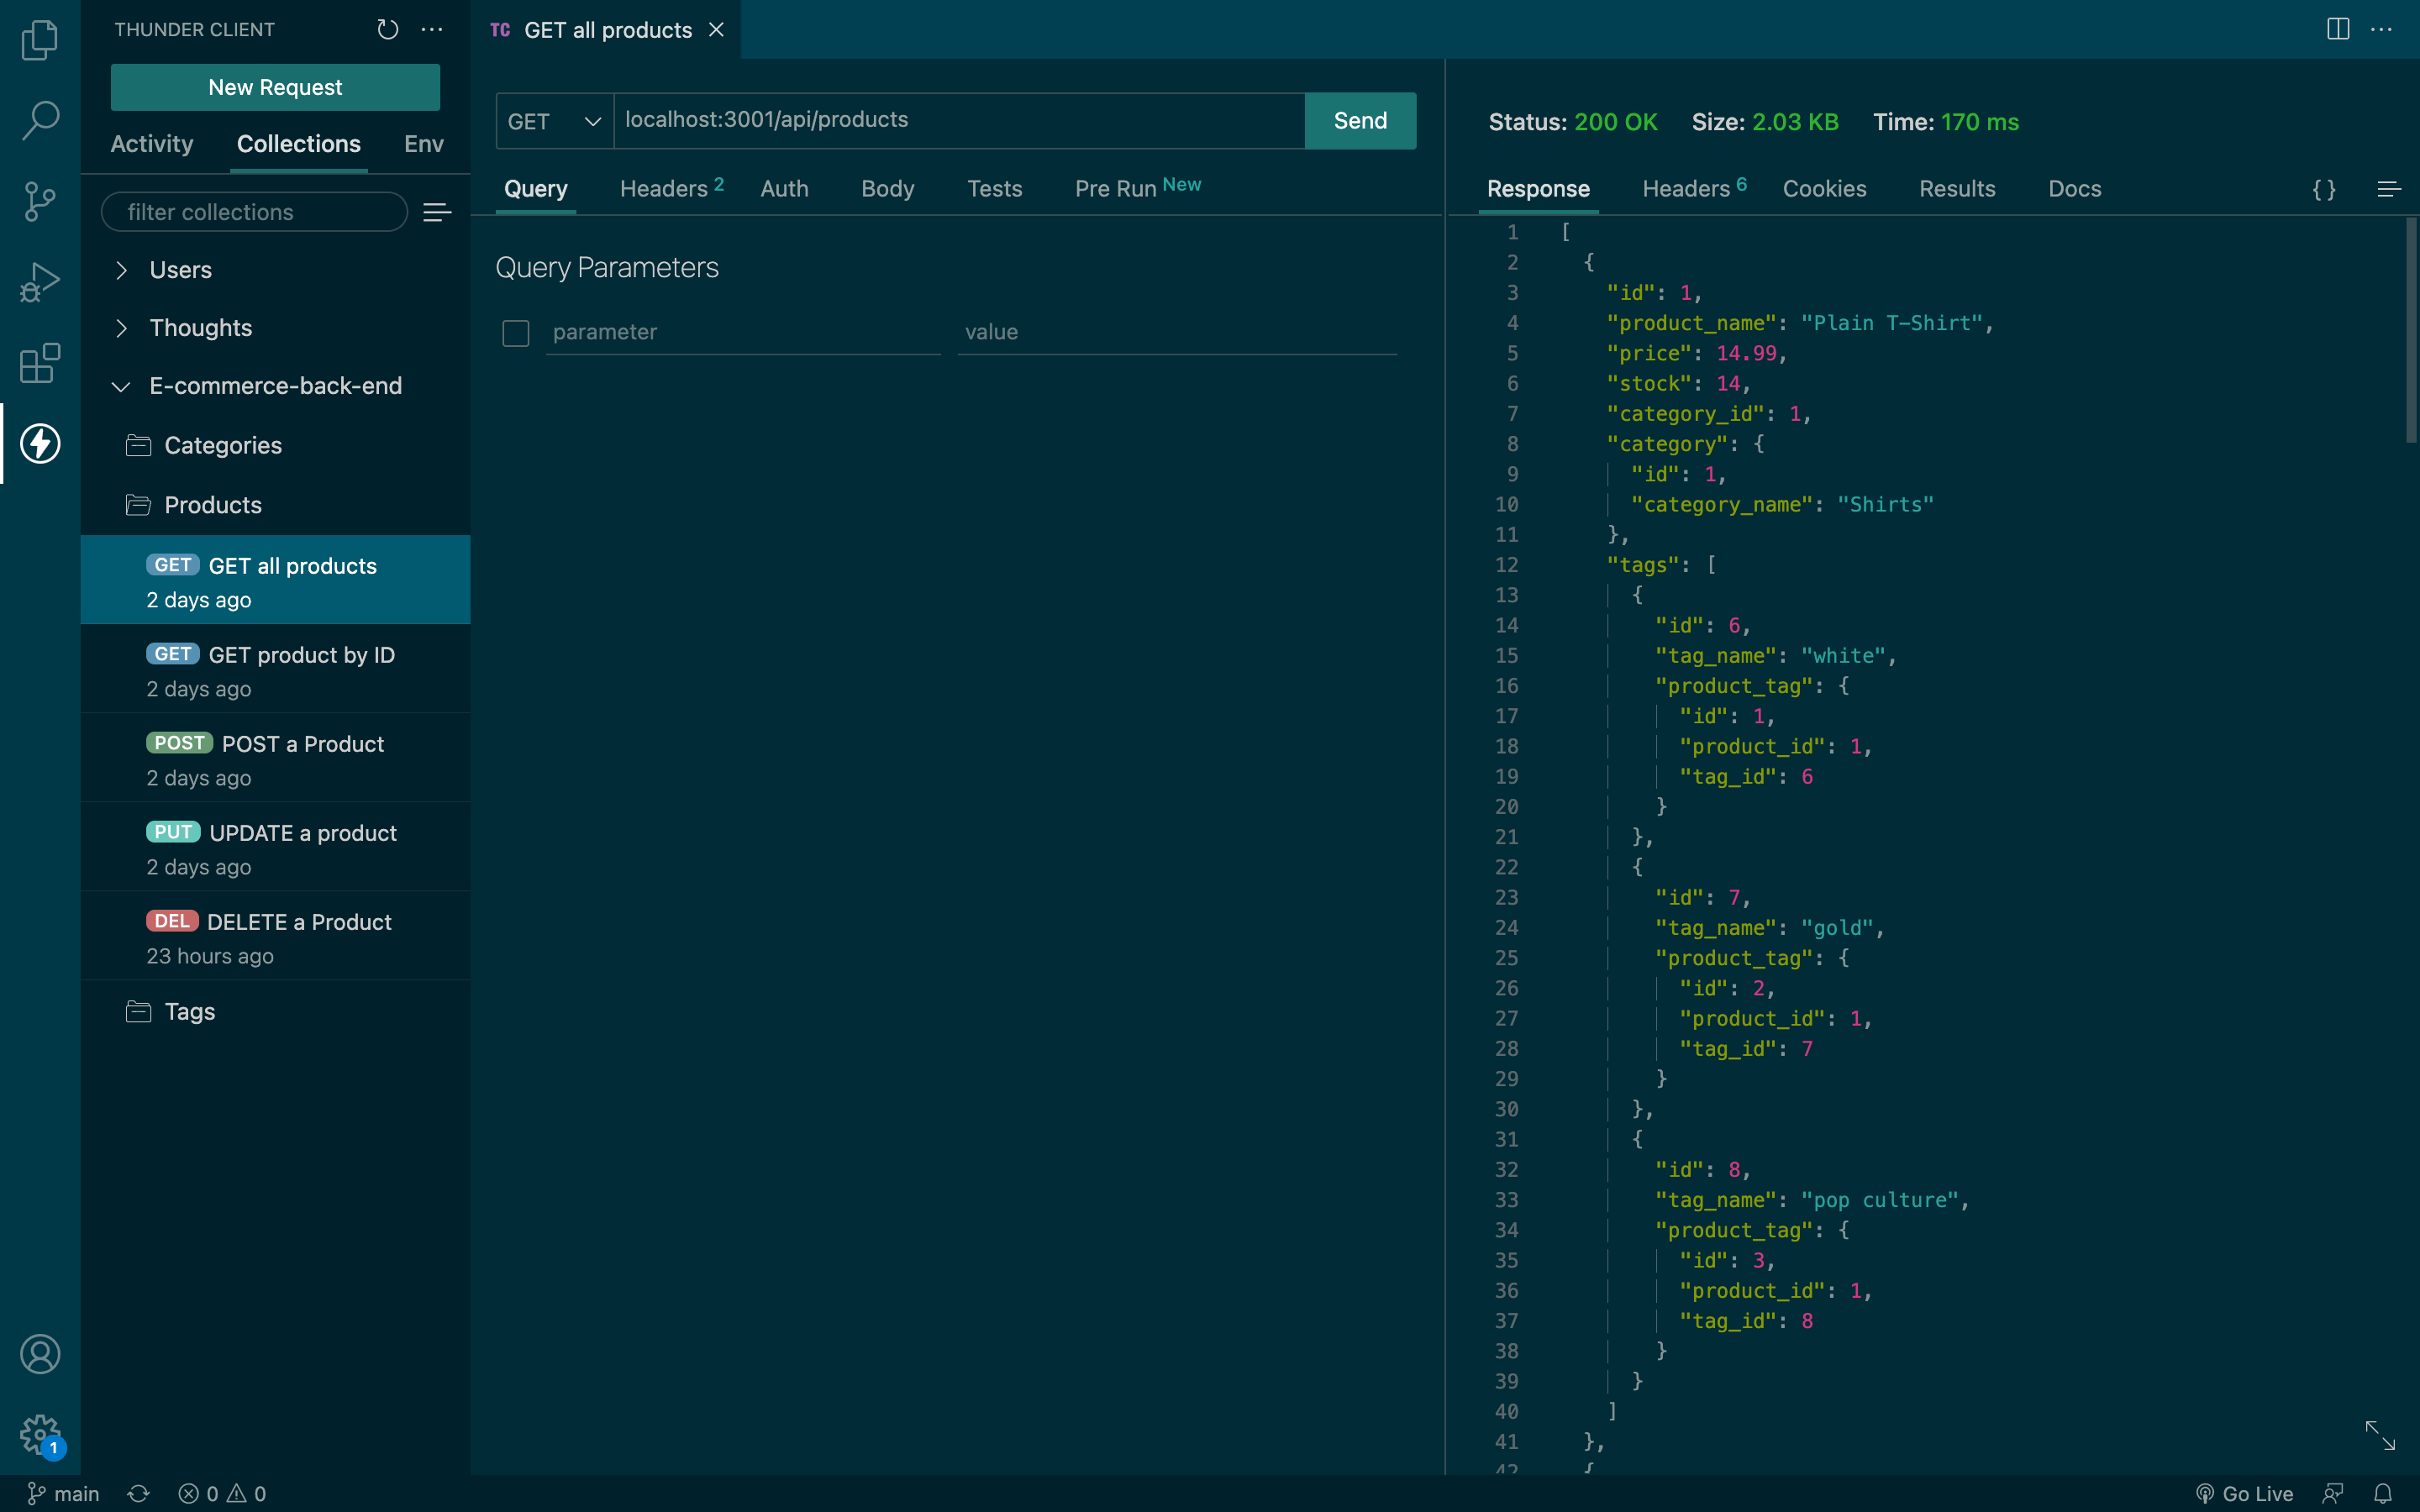 THUNDER CLIENT
New Request
Activity Collections Env
filter collections
Users
Thoughts
E-commerce-back-end
Categories
Products
GET GET all products
2 days ago
GET GET product by ID
2 days ago
POST POST a Product
2 days ago
PUT UPDATE a product
2 days ago
DEL DELETE a Product
23 hours ago
Tags
TC GET all products
GET localhost:3001/api/products Send
Query Headers 2 Auth Body Tests Pre Run New
Query Parameters
parameter value
Status: 200 OK Size: 2.03 KB Time: 170 ms
Response Headers 6 Cookies Results Docs { }
1 [
2 {
3 "id": 1,
4 "product_name": "Plain T-Shirt",
5 "price": 14.99,
6 "stock": 14,
7 "category_id": 1,
8 "category": {
9 "id": 1,
10 "category_name": "Shirts"
11 },
12 "tags": [
13 {
14 "id": 6,
15 "tag_name": "white",
16 "product_tag": {
17 "id": 1,
18 "product_id": 1,
19 "tag_id": 6
20 }
21 },
22 {
23 "id": 7,
24 "tag_name": "gold",
25 "product_tag": {
26 "id": 2,
27 "product_id": 1,
28 "tag_id": 7
29 }
30 },
31 {
32 "id": 8,
33 "tag_name": "pop culture",
34 "product_tag": {
35 "id": 3,
36 "product_id": 1,
37 "tag_id": 8
38 }
39 }
40 ]
41 },
42 {
1
main 0 0 Go Live